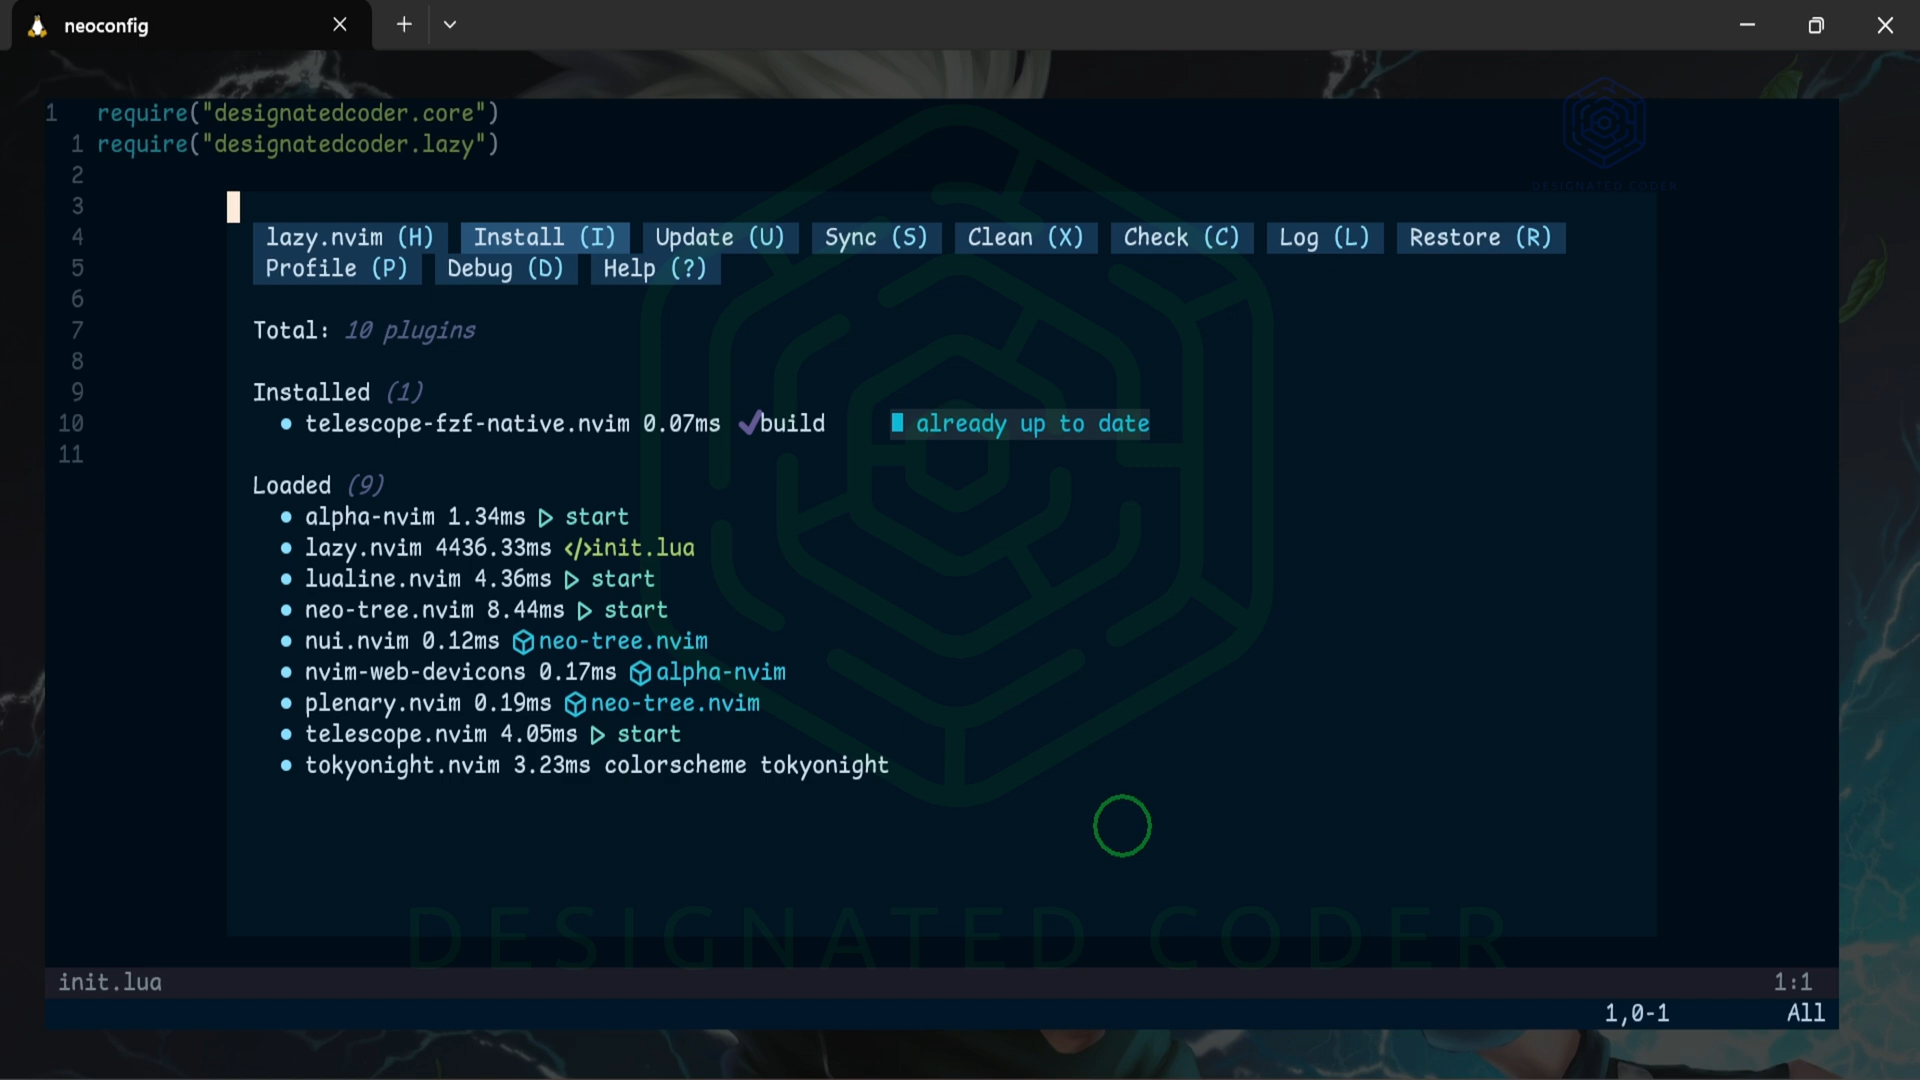 neoconfig
1 require("designatedcoder.core")
1 require("designatedcoder.lazy")
2
3
4 lazy.nvim (H) Install (I) Update (U) Sync (S) Clean (X) Check (C) Log (L) Restore (R)
5 Profile (P) Debug (D) Help (?)
6
7 Total: 10 plugins
8
9 Installed (1)
10 telescope-fzf-native.nvim 0.07ms build already up to date
11
Loaded (9)
alpha-nvim 1.34ms start
lazy.nvim 4436.33ms </>init.lua
lualine.nvim 4.36ms start
neo-tree.nvim 8.44ms start
nui.nvim 0.12ms neo-tree.nvim
nvim-web-devicons 0.17ms alpha-nvim
plenary.nvim 0.19ms neo-tree.nvim
telescope.nvim 4.05ms start
tokyonight.nvim 3.23ms colorscheme tokyonight
DESIGNATED CODER
DESIGNATED CODER
init.lua 1:1
1,0-1 All